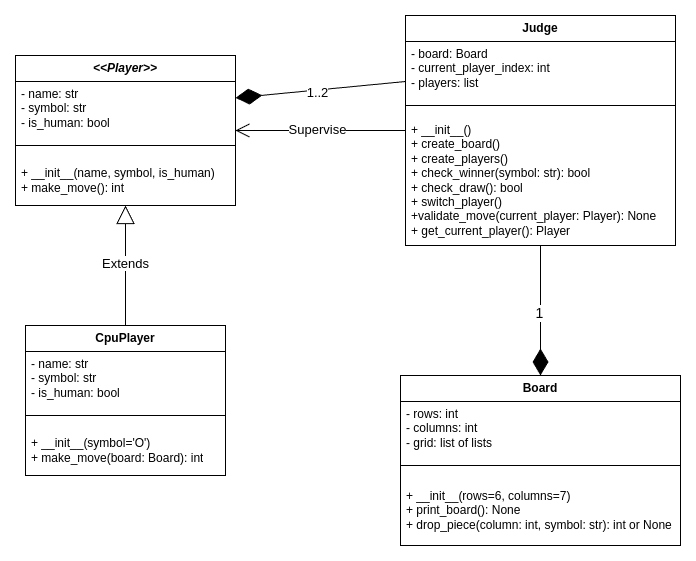 <<Player>>
- name: str
- symbol: str
- is_human: bool
+ __init__(name, symbol, is_human)
+ make_move(): int
1..2
Supervise
Judge
- board: Board
- current_player_index: int
- players: list
+ __init__()
+ create_board()
+ create_players()
+ check_winner(symbol: str): bool
+ check_draw(): bool
+ switch_player()
+validate_move(current_player: Player): None
+ get_current_player(): Player
Extends
1
CpuPlayer
- name: str
- symbol: str
- is_human: bool
+ __init__(symbol='O')
+ make_move(board: Board): int
Board
- rows: int
- columns: int
- grid: list of lists
+ __init__(rows=6, columns=7)
+ print_board(): None
+ drop_piece(column: int, symbol: str): int or None